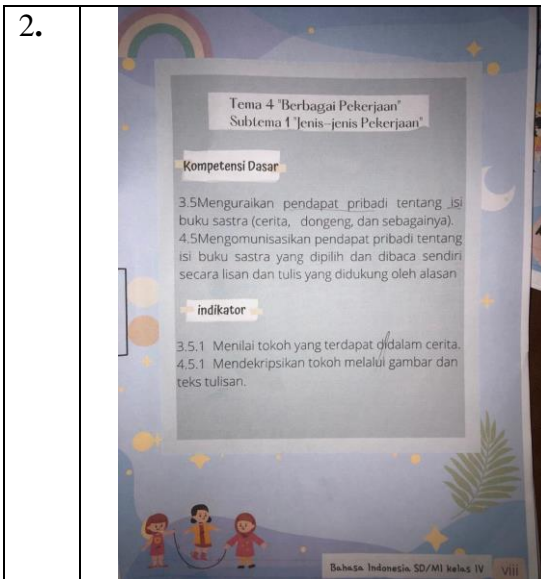 2.
Tema 4 "Berbagai Pekerjaan"
Subtema 1 "Jenis-jenis Pekerjaan"
Kompetensi Dasar
3.5Menguraikan pendapat pribadi tentang isi
buku sastra (cerita, dongeng, dan sebagainya).
4.5Mengomunisasikan pendapat pribadi tentang
isi buku sastra yang dipilih dan dibaca sendiri
secara lisan dan tulis yang didukung oleh alasan
indikator
3.5.1 Menilai tokoh yang terdapat didalam cerita.
4.5.1 Mendekripsikan tokoh melalui gambar dan
teks tulisan.
Bahasa Indonesia SD/MI kelas IV viii